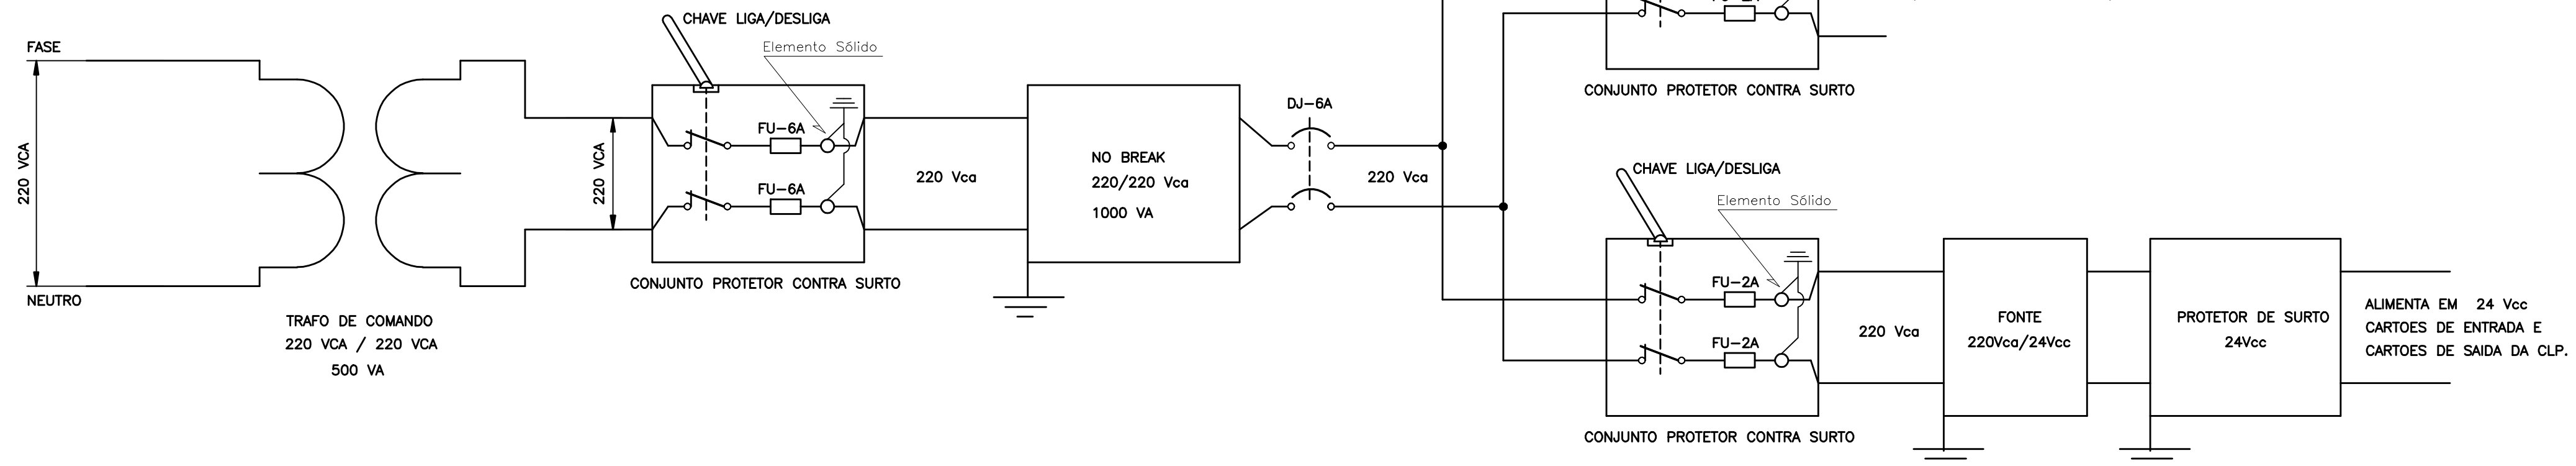 FASE
220 VCA
NEUTRO
TRAFO DE COMANDO
220 VCA / 220 VCA
500 VA
220 VCA
CHAVE LIGA/DESLIGA
Elemento Sólido
FU-6A
FU-6A
CONJUNTO PROTETOR CONTRA SURTO
220 Vca
NO BREAK
220/220 Vca
1000 VA
DJ-6A
220 Vca
CONJUNTO PROTETOR CONTRA SURTO
CHAVE LIGA/DESLIGA
Elemento Sólido
FU-2A
FU-2A
CONJUNTO PROTETOR CONTRA SURTO
220 Vca
FONTE
220Vca/24Vcc
PROTETOR DE SURTO
24Vcc
ALIMENTA EM 24 Vcc
CARTOES DE ENTRADA E
CARTOES DE SAIDA DA CLP.